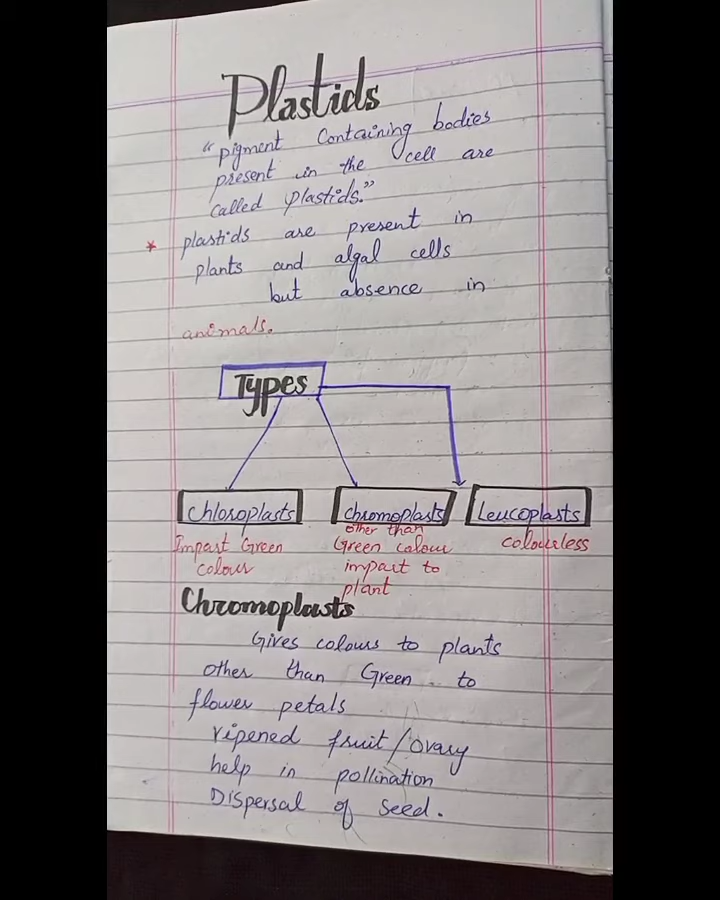 Plastids
"pigment containing bodies
present in the cell are
called plastids."
* plastids are present in
plants and algal cells
but absence in
animals.
Types
Chloroplasts
Impart Green
colour
chromoplasts
other than
Green colour
impart to
plant
Leucoplasts
colourless
Chromoplasts
Gives colours to plants
other than Green to
flower petals
ripened fruit/ovary
help in pollination
Dispersal of seed.